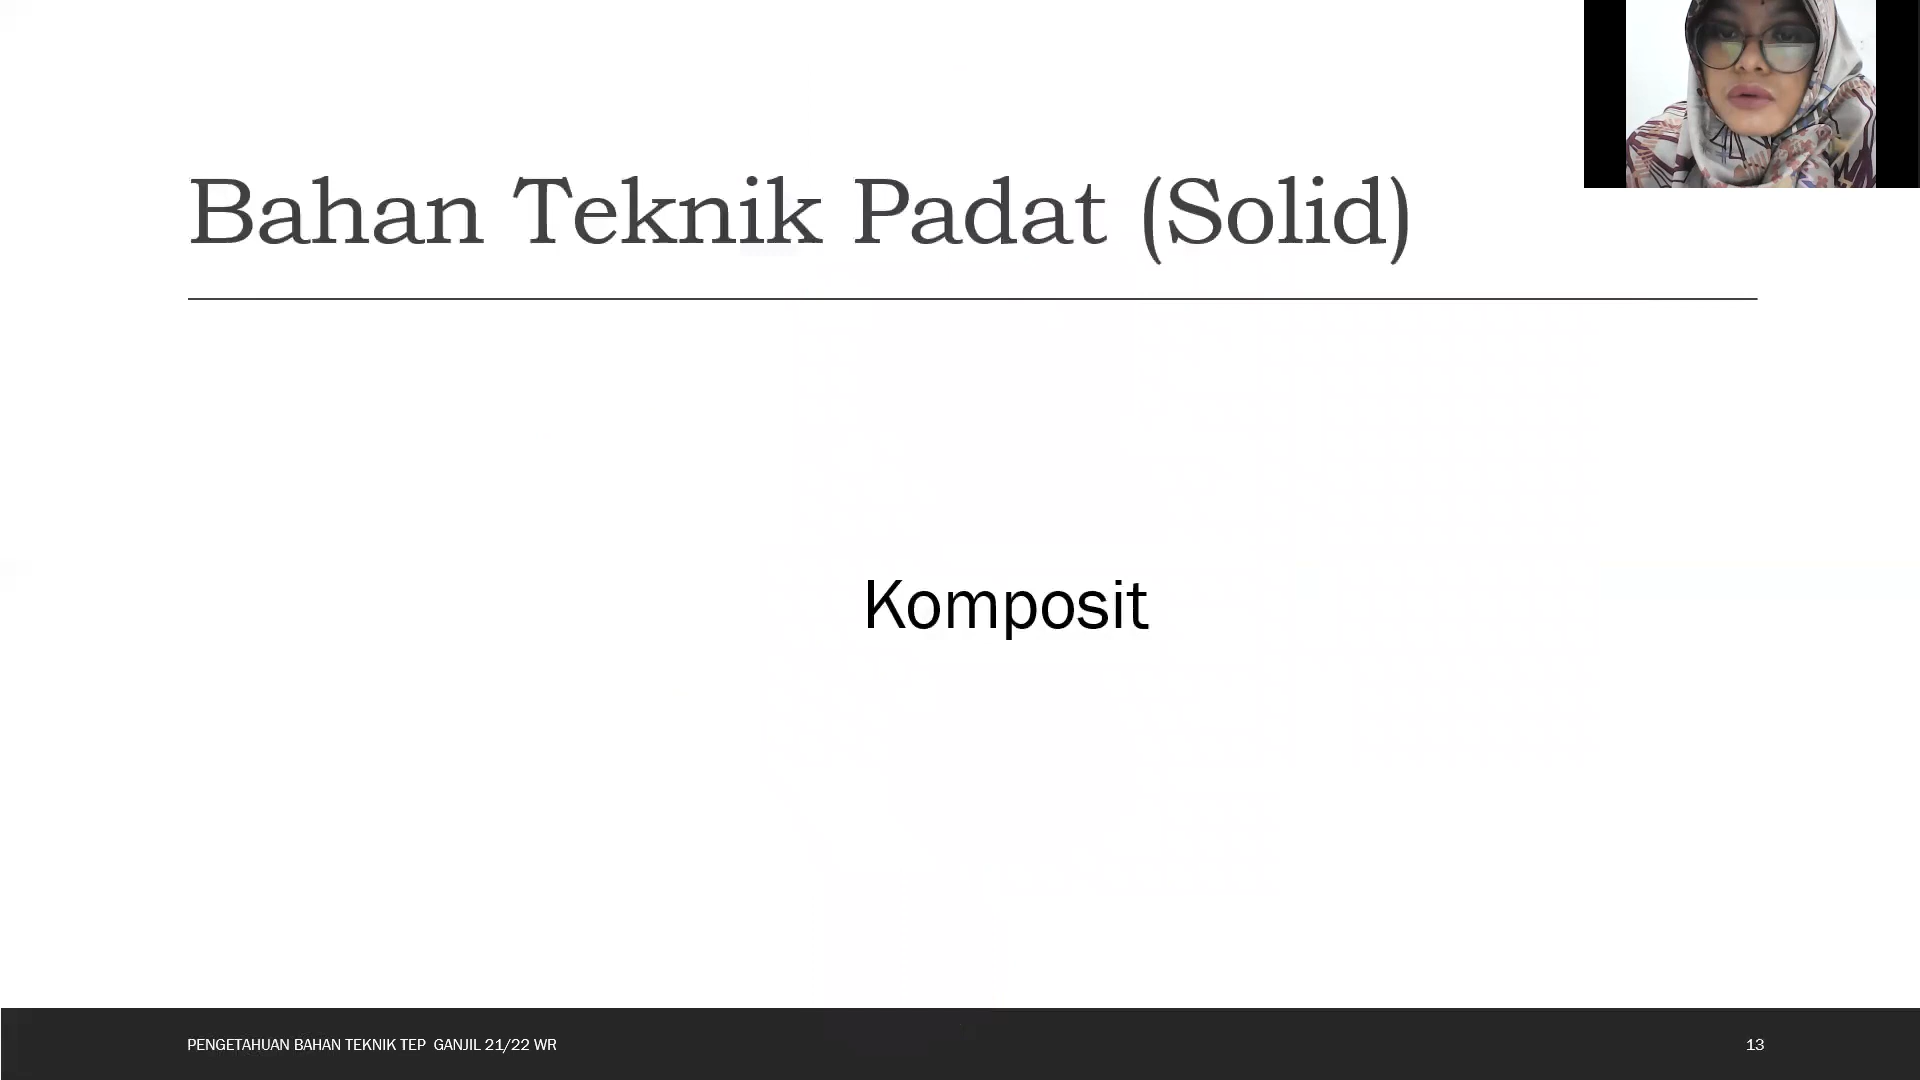 Bahan Teknik Padat (Solid)
Komposit
PENGETAHUAN BAHAN TEKNIK TEP GANJIL 21/22 WR
13